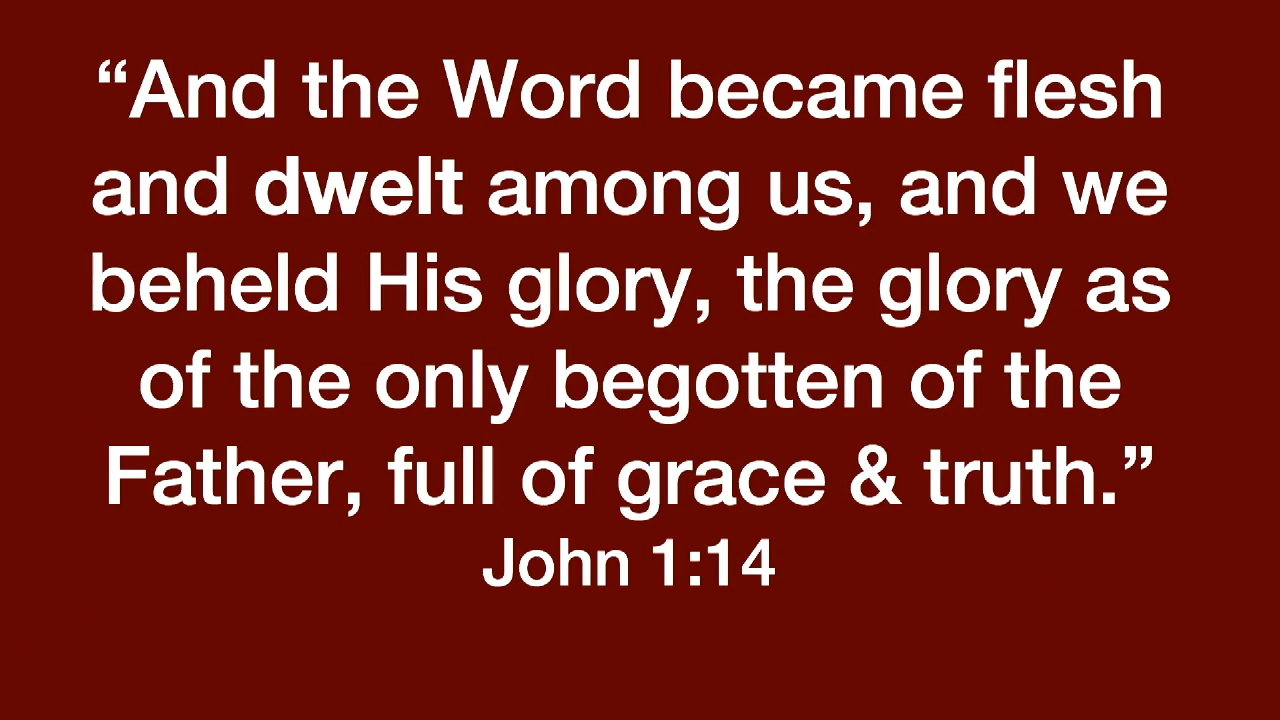 “And the Word became flesh
and dwelt among us, and we
beheld His glory, the glory as
of the only begotten of the
Father, full of grace & truth.”
John 1:14